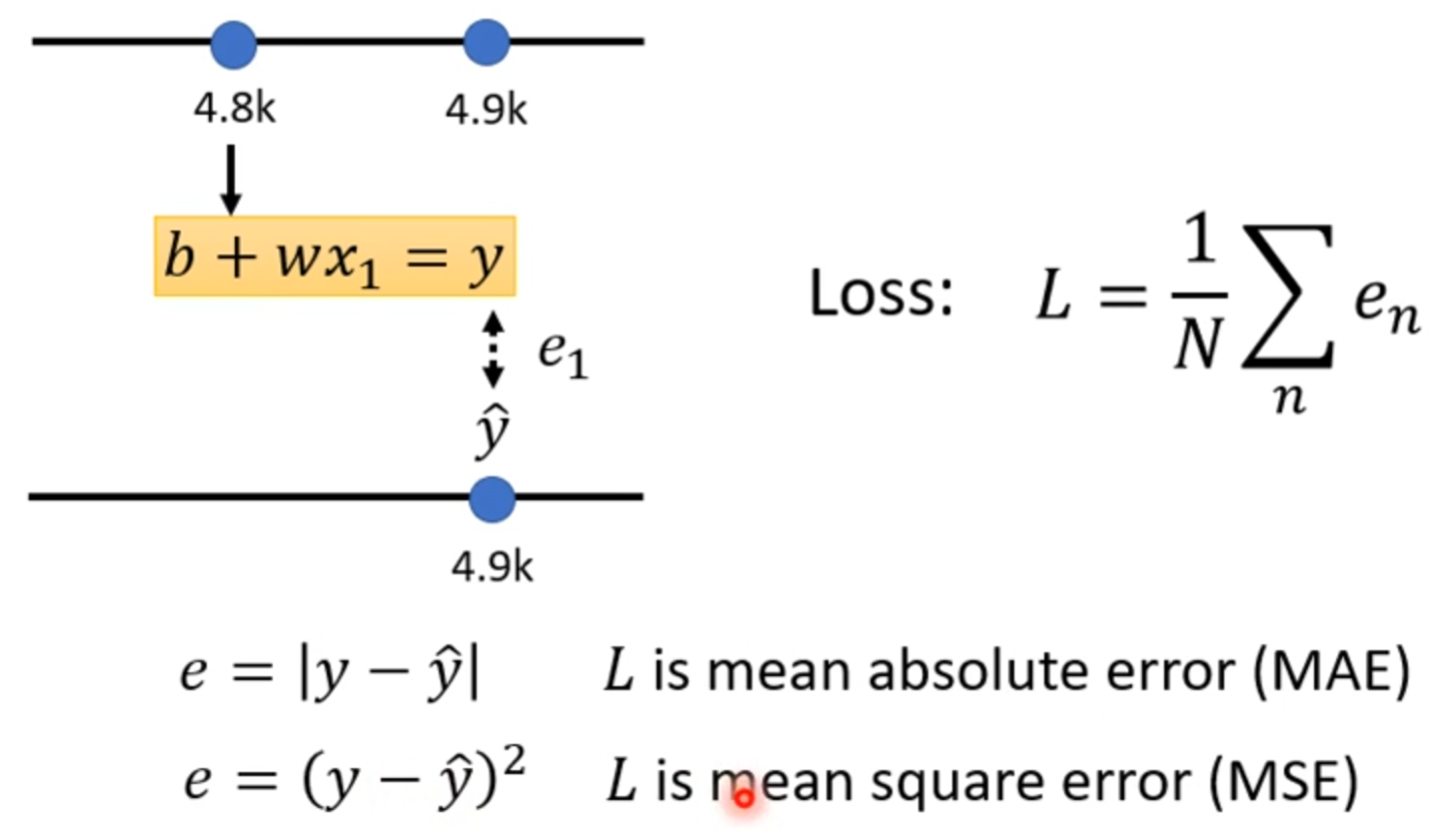 4.8k 4.9k
b + wx₁ = y
e₁
ŷ
4.9k
Loss: L = 1/N ∑ₙ eₙ
e = |y − ŷ| L is mean absolute error (MAE)
e = (y − ŷ)² L is mean square error (MSE)